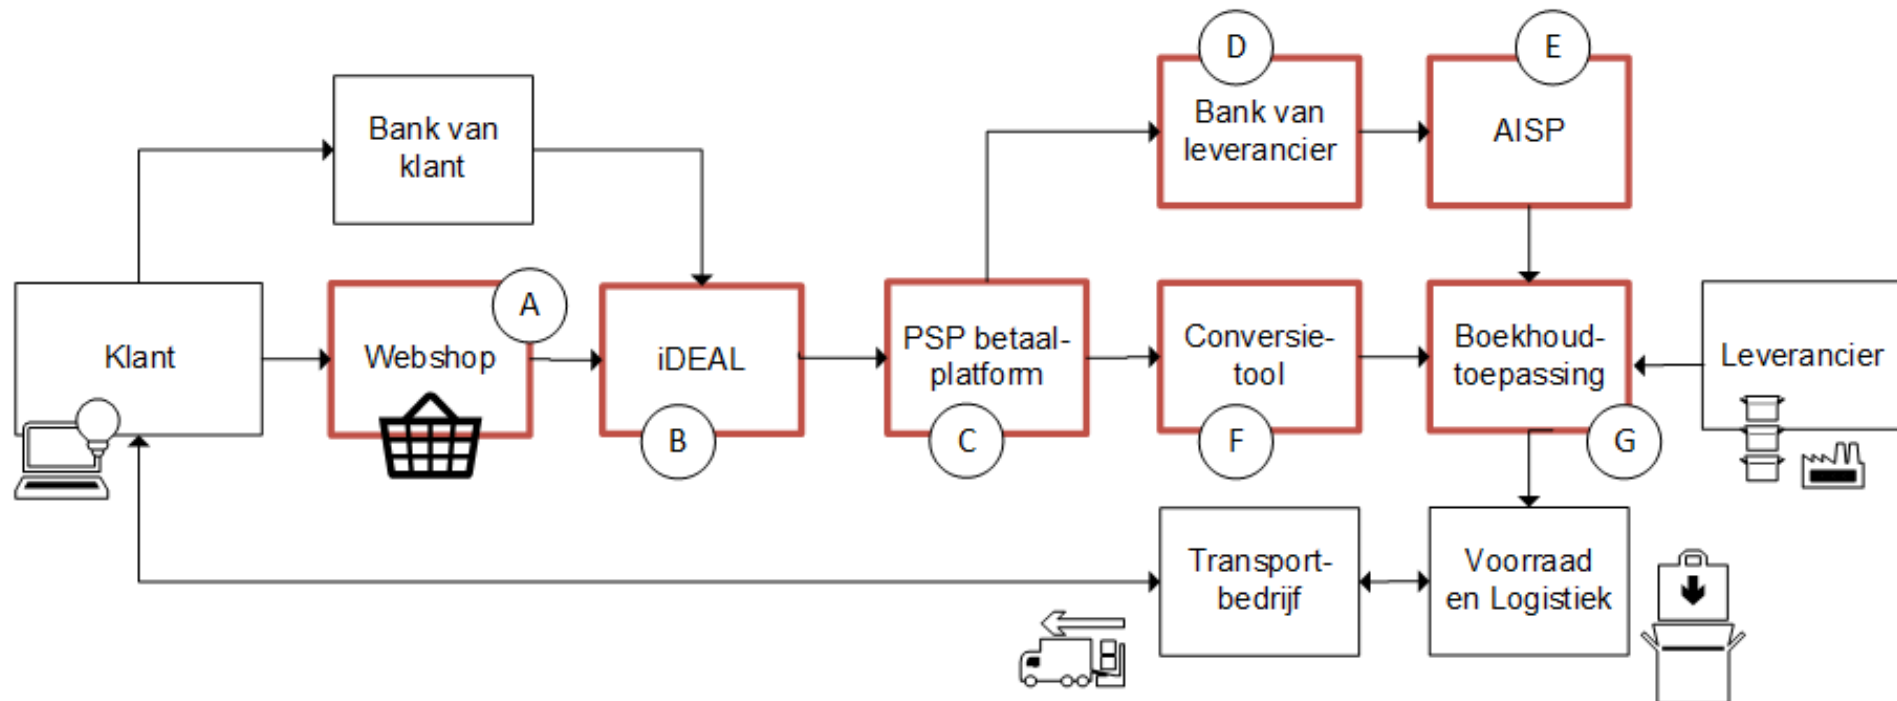 D
E
Bank van
klant
Bank van
leverancier
AISP
Klant
Webshop
A
iDEAL
B
PSP betaal-
platform
C
Conversie-
tool
F
Boekhoud-
toepassing
G
Leverancier
Transport-
bedrijf
Voorraad
en Logistiek